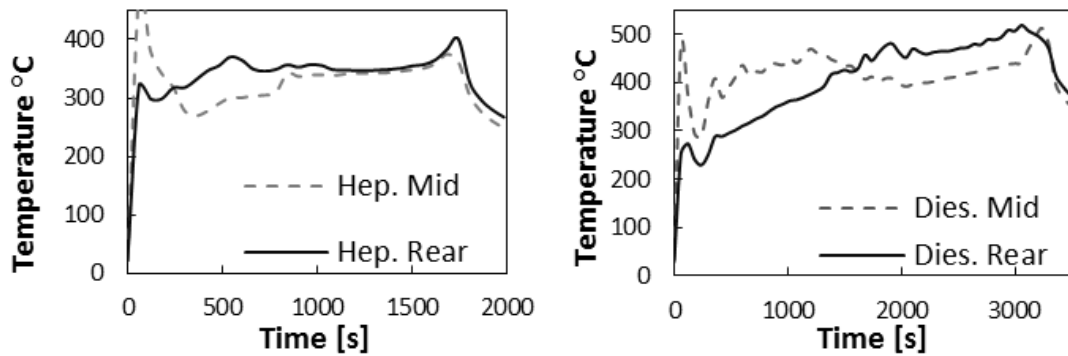 Temperature °C
400
300
200
100
0
Hep. Mid
Hep. Rear
0 500 1000 1500 2000
Time [s]
Temperature °C
500
400
300
200
100
0
Dies. Mid
Dies. Rear
0 1000 2000 3000
Time [s]